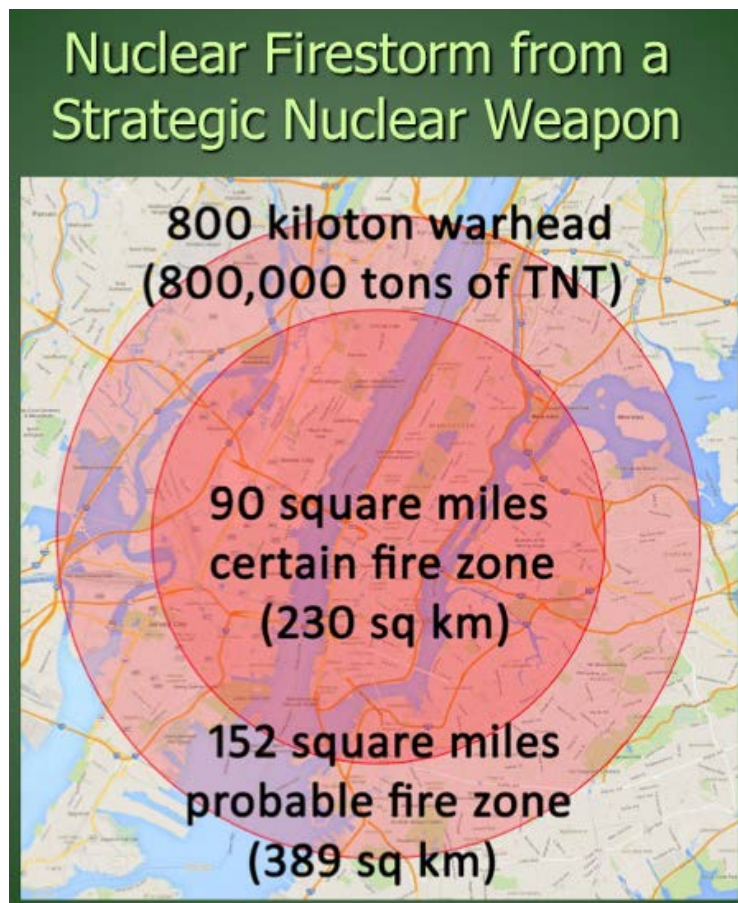 Nuclear Firestorm from a
Strategic Nuclear Weapon
800 kiloton warhead
(800,000 tons of TNT)
90 square miles
certain fire zone
(230 sq km)
152 square miles
probable fire zone
(389 sq km)